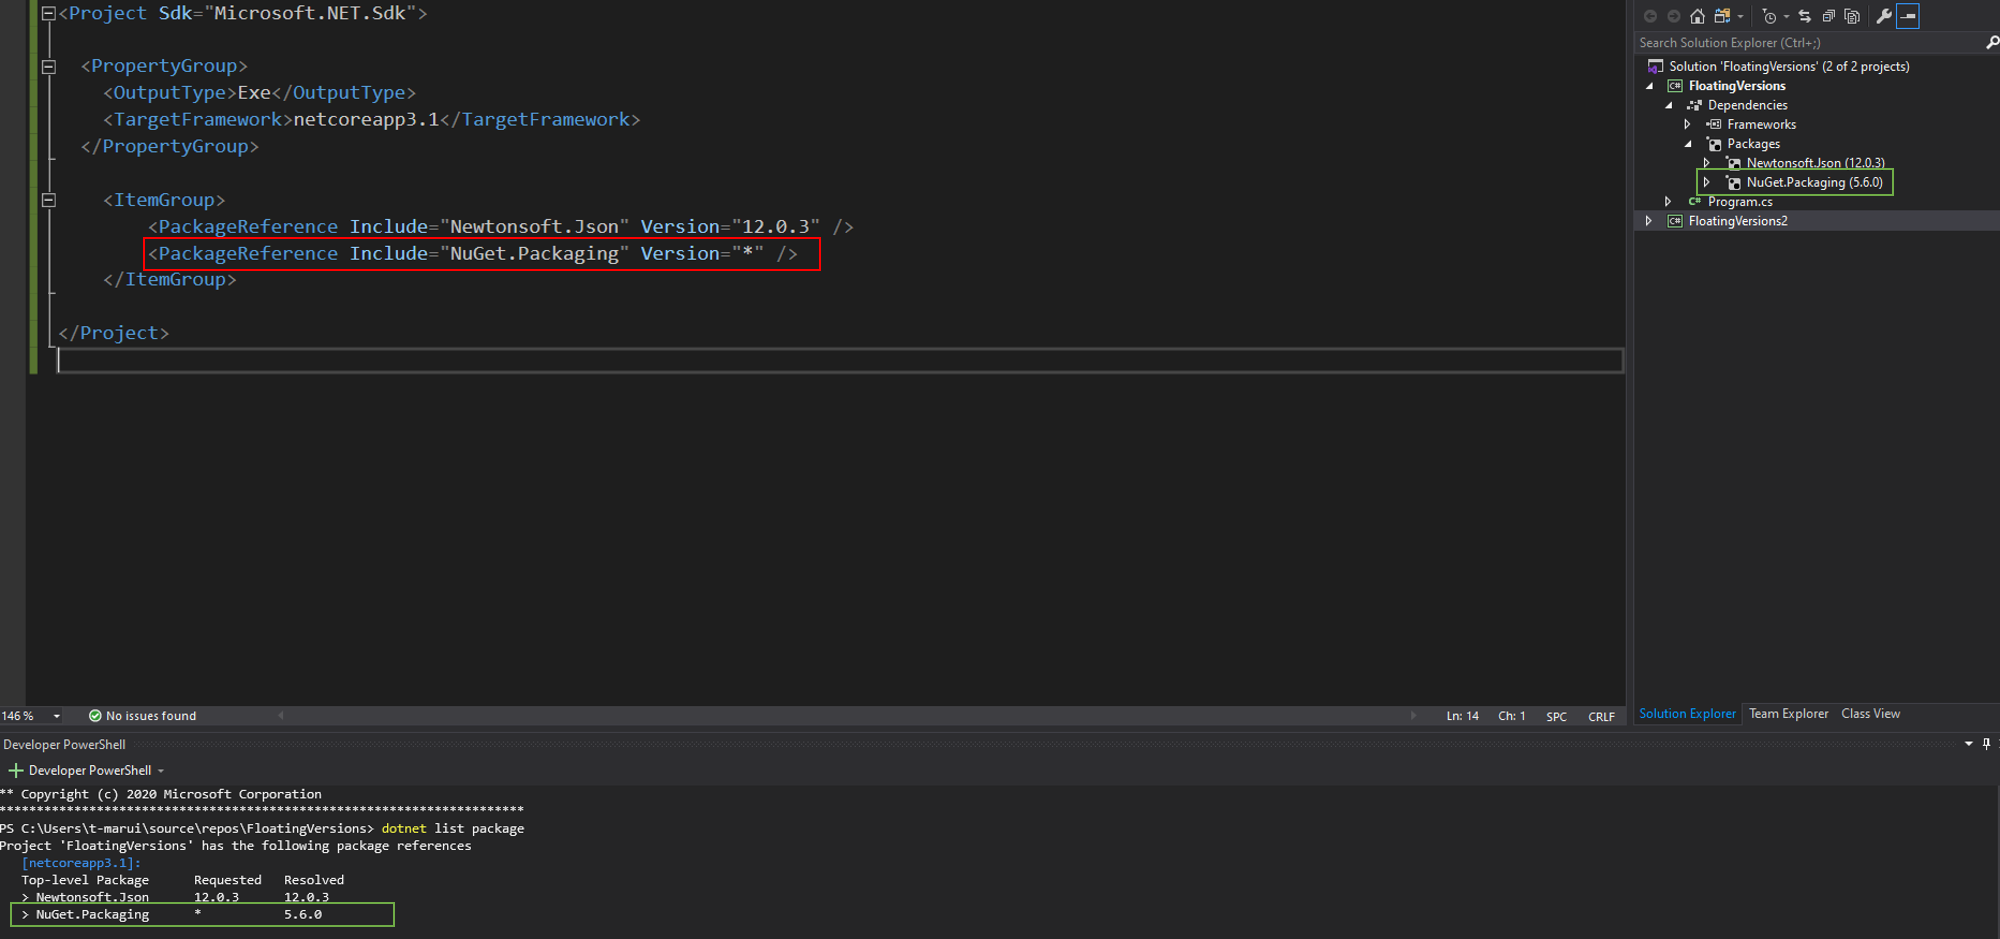 <Project Sdk="Microsoft.NET.Sdk">
<PropertyGroup>
<OutputType>Exe</OutputType>
<TargetFramework>netcoreapp3.1</TargetFramework>
</PropertyGroup>
<ItemGroup>
<PackageReference Include="Newtonsoft.Json" Version="12.0.3" />
<PackageReference Include="NuGet.Packaging" Version="*" />
</ItemGroup>
</Project>
146 %
No issues found
Ln: 14 Ch: 1 SPC CRLF
Search Solution Explorer (Ctrl+;)
Solution 'FloatingVersions' (2 of 2 projects)
C# FloatingVersions
Dependencies
Frameworks
Packages
Newtonsoft.Json (12.0.3)
NuGet.Packaging (5.6.0)
C# Program.cs
C# FloatingVersions2
Solution Explorer Team Explorer Class View
Developer PowerShell
Developer PowerShell
** Copyright (c) 2020 Microsoft Corporation
**********************************************************************
PS C:\Users\t-marui\source\repos\FloatingVersions> dotnet list package
Project 'FloatingVersions' has the following package references
[netcoreapp3.1]:
Top-level Package Requested Resolved
> Newtonsoft.Json 12.0.3 12.0.3
> NuGet.Packaging * 5.6.0